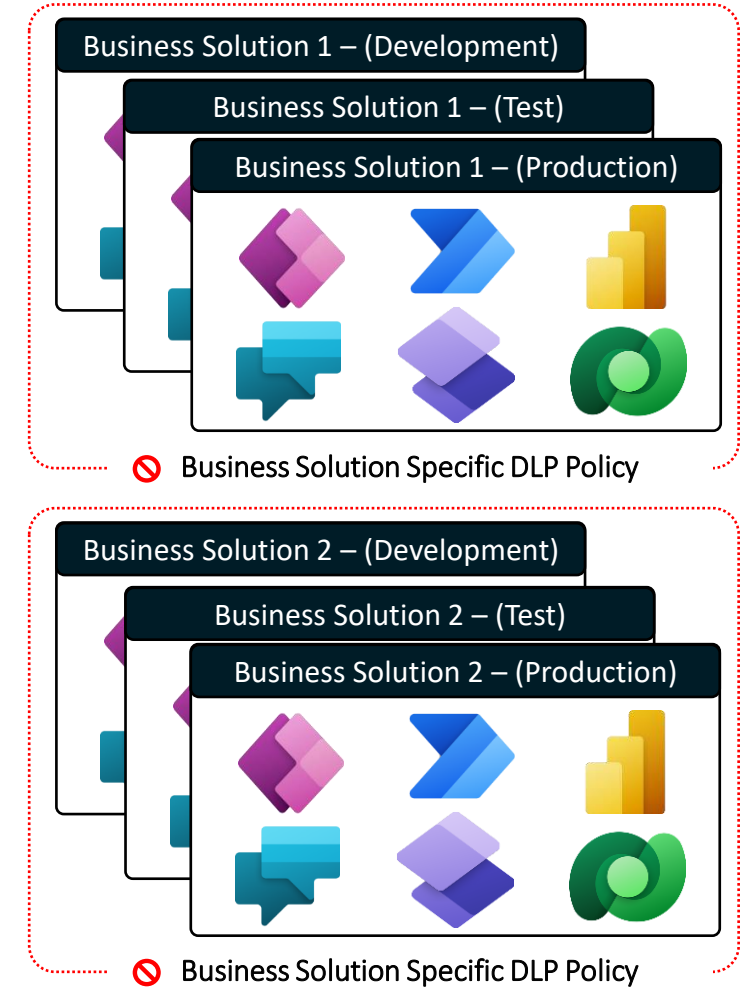 Business Solution 1 – (Development)
Business Solution 1 – (Test)
Business Solution 1 – (Production)
Business Solution Specific DLP Policy
Business Solution 2 – (Development)
Business Solution 2 – (Test)
Business Solution 2 – (Production)
Business Solution Specific DLP Policy